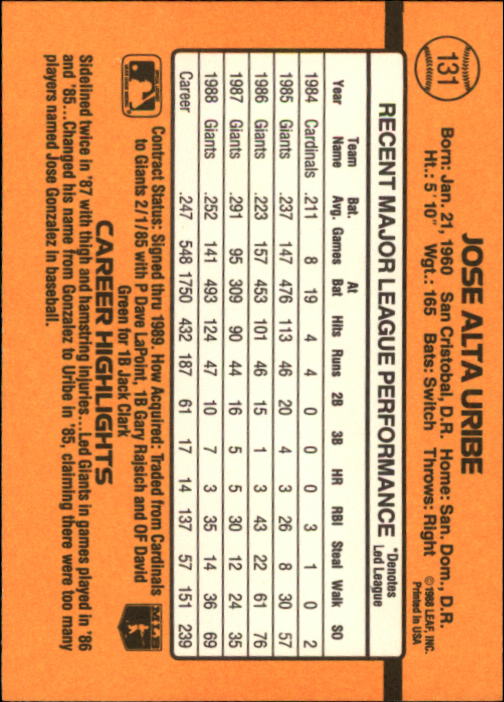 131
JOSE ALTA URIBE
Born: Jan. 21, 1960 San Cristobal, D.R. Home: San. Dom., D.R.
Ht.: 5' 10" Wgt.: 165 Bats: Switch Throws: Right
© 1988 LEAF, INC.
Printed in USA
RECENT MAJOR LEAGUE PERFORMANCE
*Denotes
Led League
Year Team Name Bat. Avg. Games At Bat Hits Runs 2B 3B HR RBI Steal Walk SO
1984 Cardinals .211 8 19 4 4 0 0 0 3 1 0 2
1985 Giants .237 147 476 113 46 20 4 3 26 8 30 57
1986 Giants .223 157 453 101 46 15 1 3 43 22 61 76
1987 Giants .291 95 309 90 44 16 5 5 30 12 24 35
1988 Giants .252 141 493 124 47 10 7 3 35 14 36 69
Career .247 548 1750 432 187 61 17 14 137 57 151 239
Contract Status: Signed thru 1989. How Acquired: Traded from Cardinals
to Giants 2/1/85 with P Dave LaPoint, 1B Gary Rajsich and OF David
Green for 1B Jack Clark
MLB
CAREER HIGHLIGHTS
Sidelined twice in '87 with thigh and hamstring injuries...Led Giants in games played in '86
and '85...Changed his name from Gonzalez to Uribe in '85, claiming there were too many
players named Jose Gonzalez in baseball.